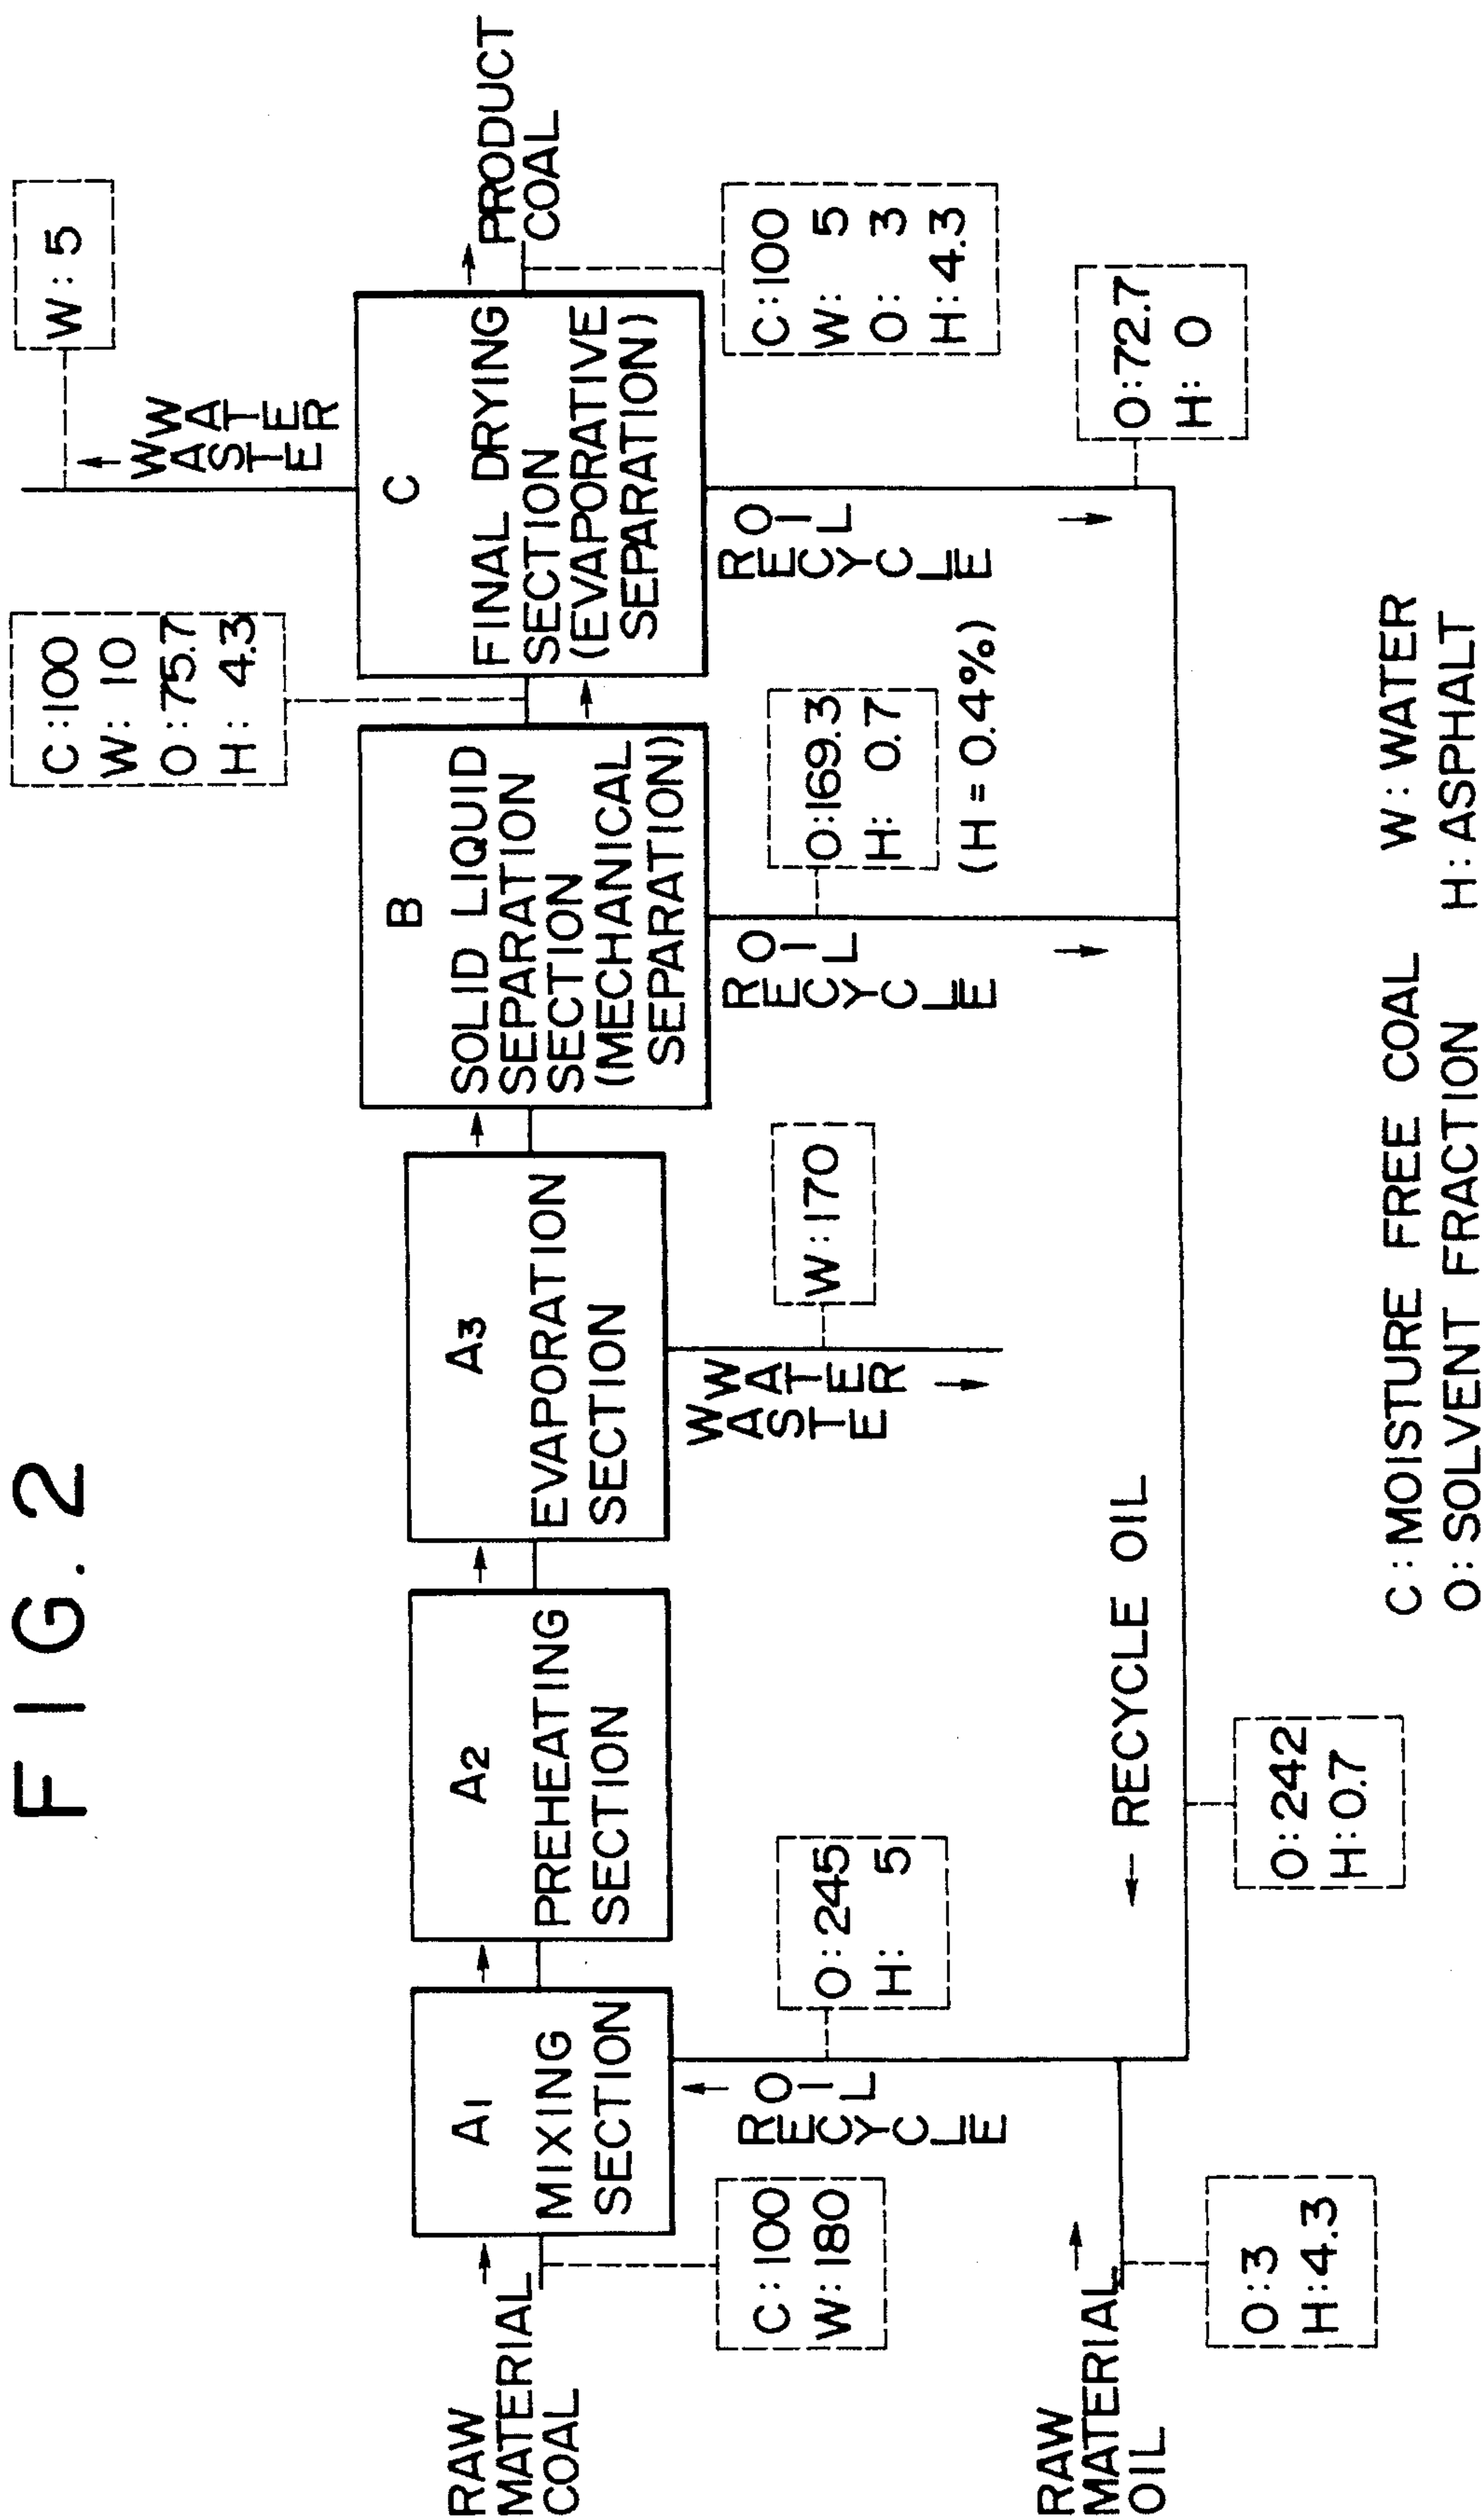 FIG. 2
RAW
MATERIAL
COAL
C:100
W:180
A1
MIXING
SECTION
RECYCLE
OIL
O:245
H: 5
RAW
MATERIAL
OIL
O:3
H:4.3
A2
PREHEATING
SECTION
A3
EVAPORATION
SECTION
WASTE
WATER
W:170
RECYCLE OIL
O:242
H:0.7
B
SOLID LIQUID
SEPARATION
SECTION
(MECHANICAL
SEPARATION)
RECYCLE
OIL
O:169.3
H: 0.7
(H=0.4%)
C:100
W: 10
O:75.7
H: 4.3
C
FINAL DRYING
SECTION
(EVAPORATIVE
SEPARATION)
WASTE
WATER
W:5
RECYCLE
OIL
O:72.7
H: 0
PRODUCT
COAL
C:100
W: 5
O: 3
H:4.3
C:MOISTURE FREE COAL W:WATER
O:SOLVENT FRACTION H:ASPHALT